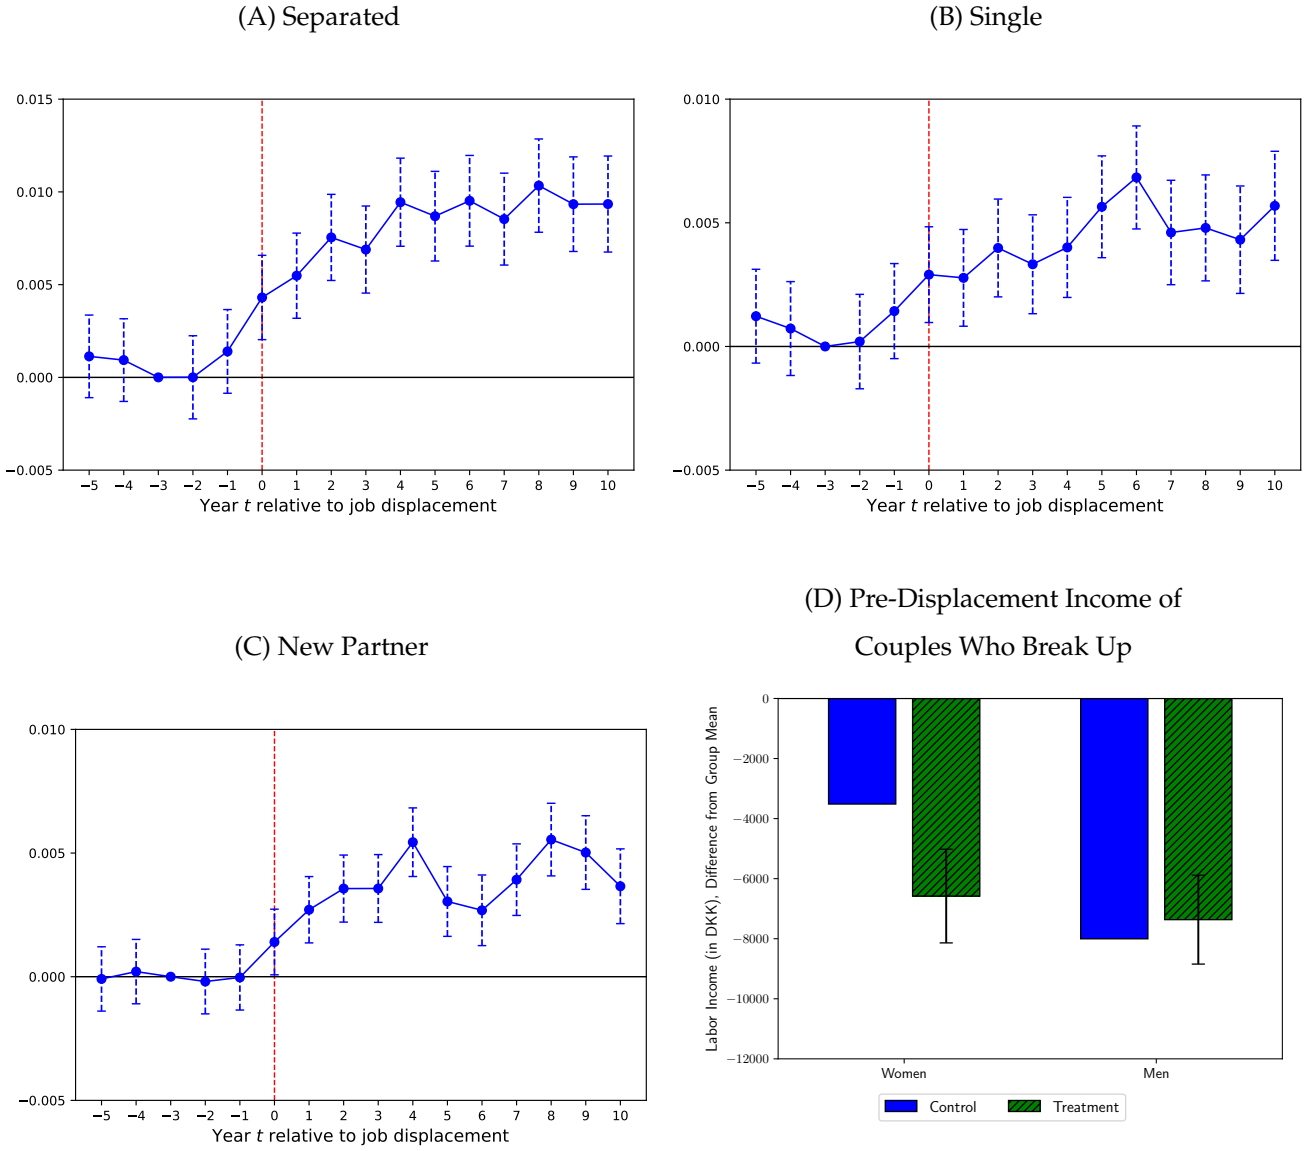 (A) Separated
0.015
0.010
0.005
0.000
−0.005
−5 −4 −3 −2 −1 0 1 2 3 4 5 6 7 8 9 10
Year t relative to job displacement
(B) Single
0.010
0.005
0.000
−0.005
−5 −4 −3 −2 −1 0 1 2 3 4 5 6 7 8 9 10
Year t relative to job displacement
(C) New Partner
0.010
0.005
0.000
−0.005
−5 −4 −3 −2 −1 0 1 2 3 4 5 6 7 8 9 10
Year t relative to job displacement
(D) Pre-Displacement Income of
Couples Who Break Up
Labor Income (in DKK), Difference from Group Mean
0
−2000
−4000
−6000
−8000
−10000
−12000
Women Men
Control Treatment